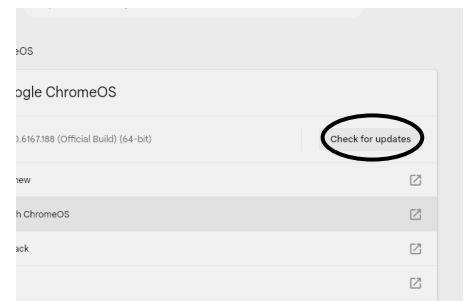 eOS
ogle ChromeOS
0.6167.188 (Official Build) (64-bit)
Check for updates
new
h ChromeOS
ack